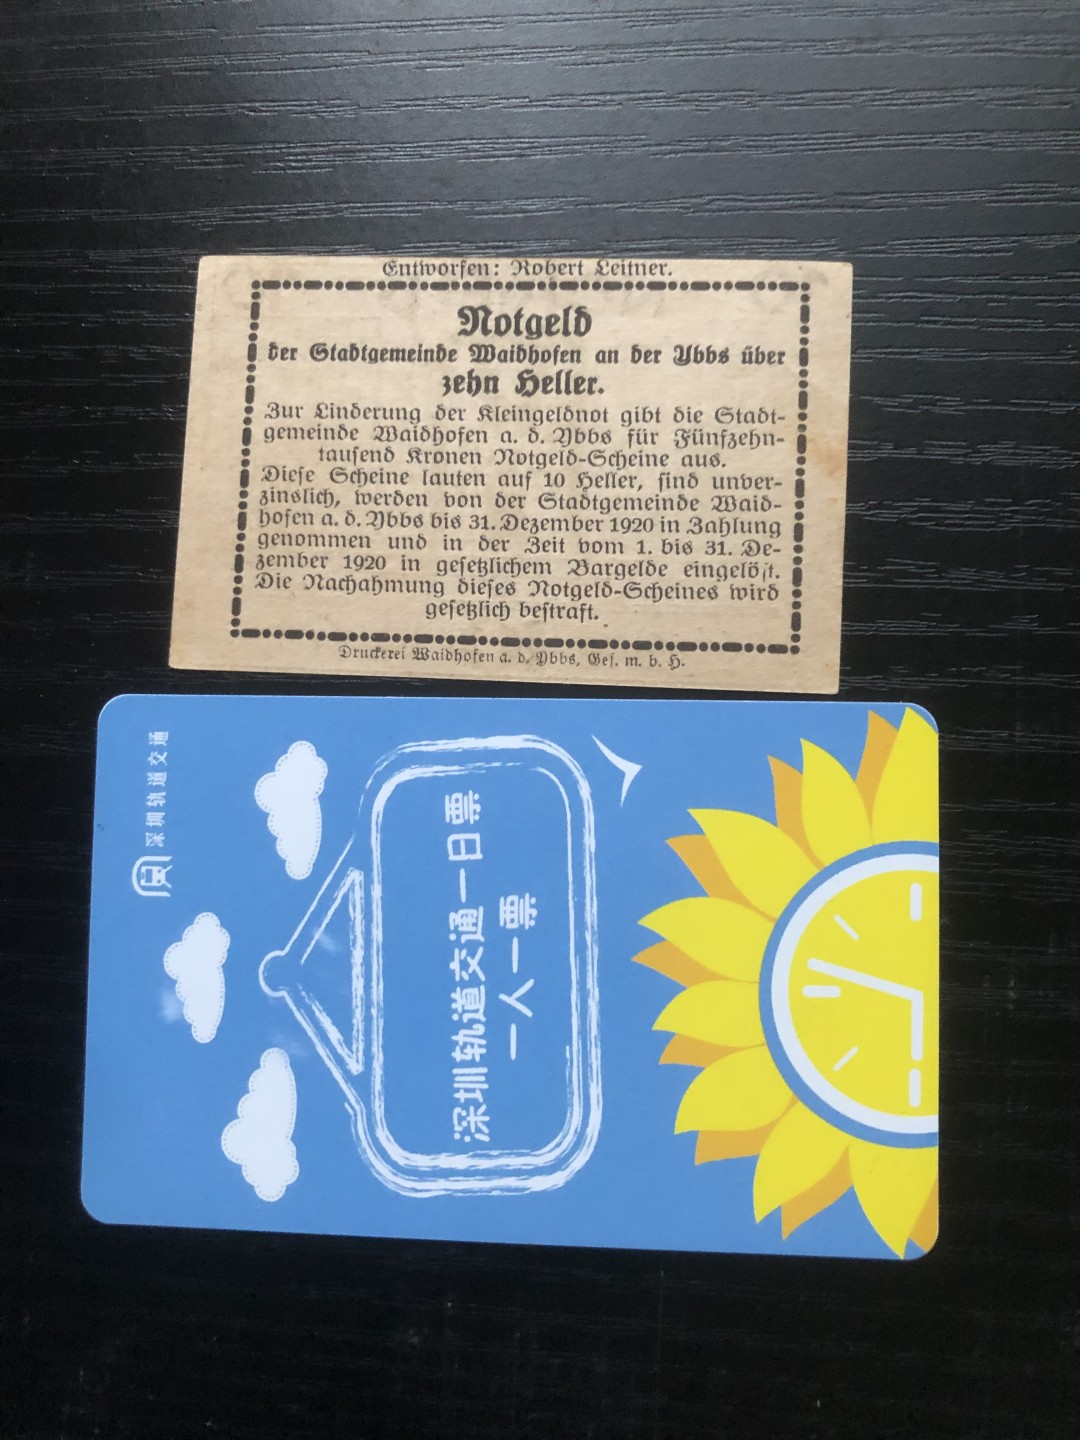 Entworfen: Robert Leitner.
Notgeld
der Stadtgemeinde Waidhofen an der Ybbs über
zehn Heller.
Zur Linderung der Kleingeldnot gibt die Stadt-
gemeinde Waidhofen a. d. Ybbs für Fünfzehn-
tausend Kronen Notgeld-Scheine aus.
Diese Scheine lauten auf 10 Heller, sind unver-
zinslich, werden von der Stadtgemeinde Waid-
hofen a. d. Ybbs bis 31. Dezember 1920 in Zahlung
genommen und in der Zeit vom 1. bis 31. De-
zember 1920 in gesetzlichem Bargelde eingelöst.
Die Nachahmung dieses Notgeld-Scheines wird
gesetzlich bestraft.
Druckerei Waidhofen a. d. Ybbs, Ges. m. b. H.
深圳轨道交通
深圳轨道交通一日票
一人一票